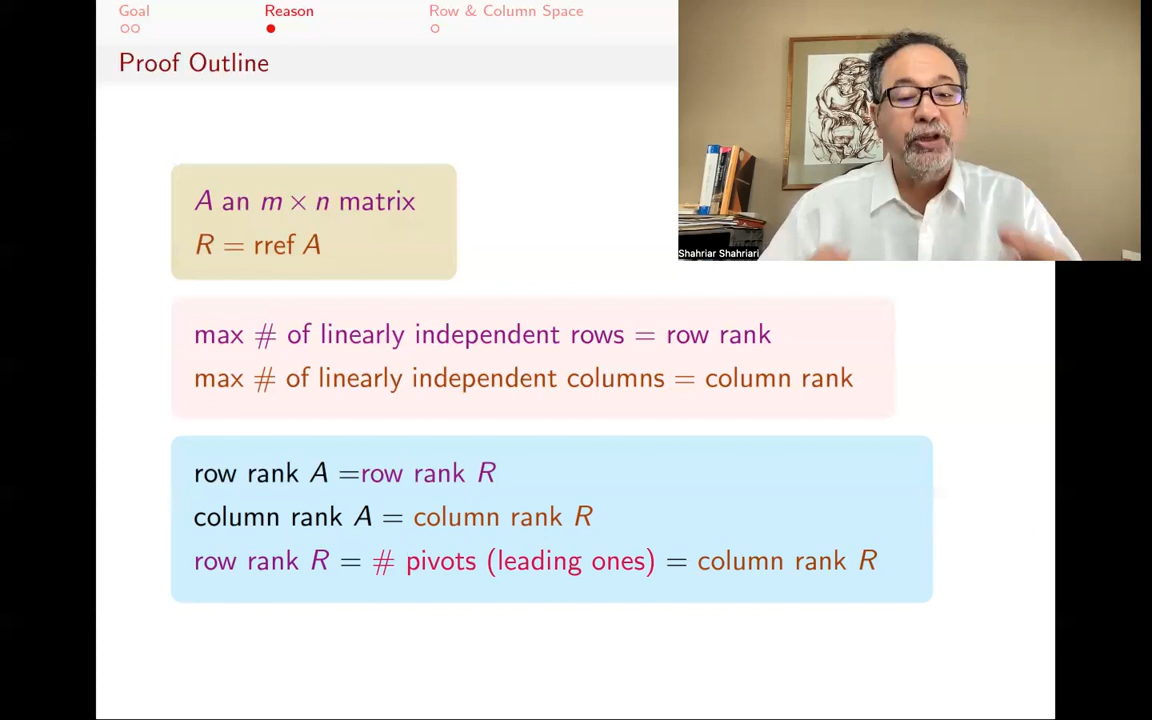 Goal
Reason
Row & Column Space
Proof Outline
A an m × n matrix
R = rref A
max # of linearly independent rows = row rank
max # of linearly independent columns = column rank
row rank A =row rank R
column rank A = column rank R
row rank R = # pivots (leading ones) = column rank R
Shahriar Shahriari